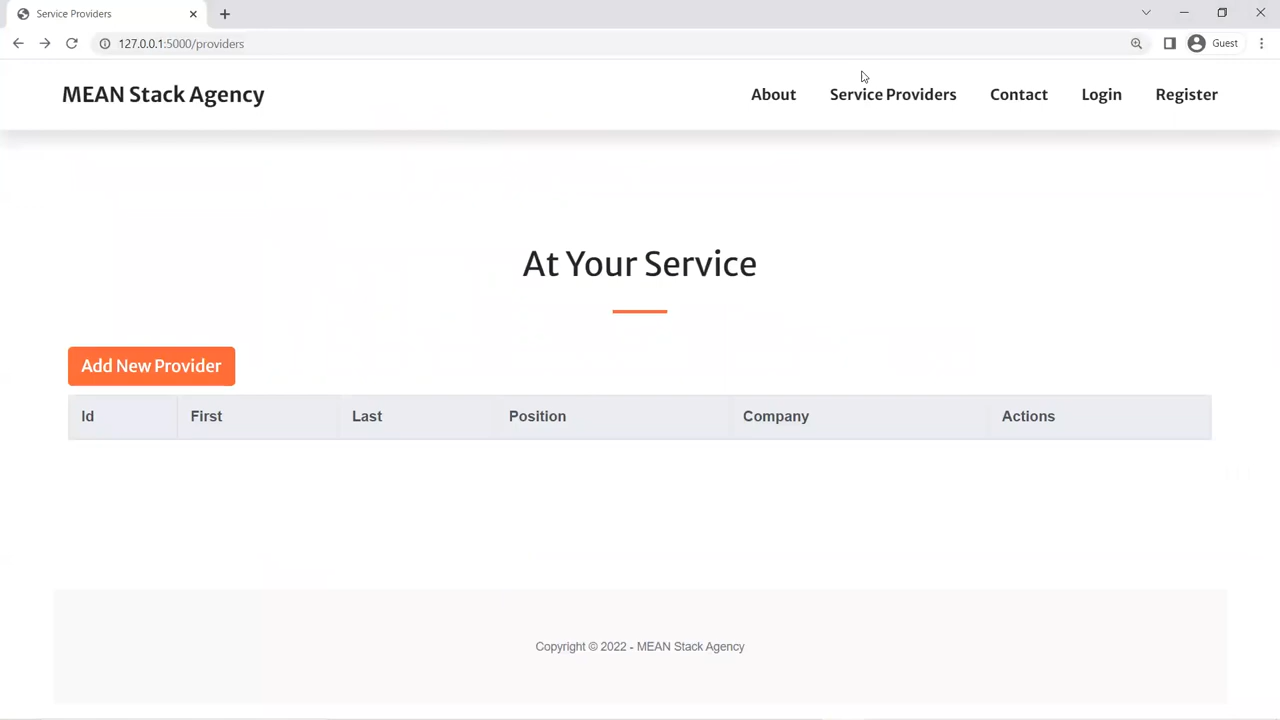 Service Providers
127.0.0.1:5000/providers
Guest
MEAN Stack Agency
About Service Providers Contact Login Register
At Your Service
Add New Provider
Id First Last Position Company Actions
Copyright © 2022 - MEAN Stack Agency